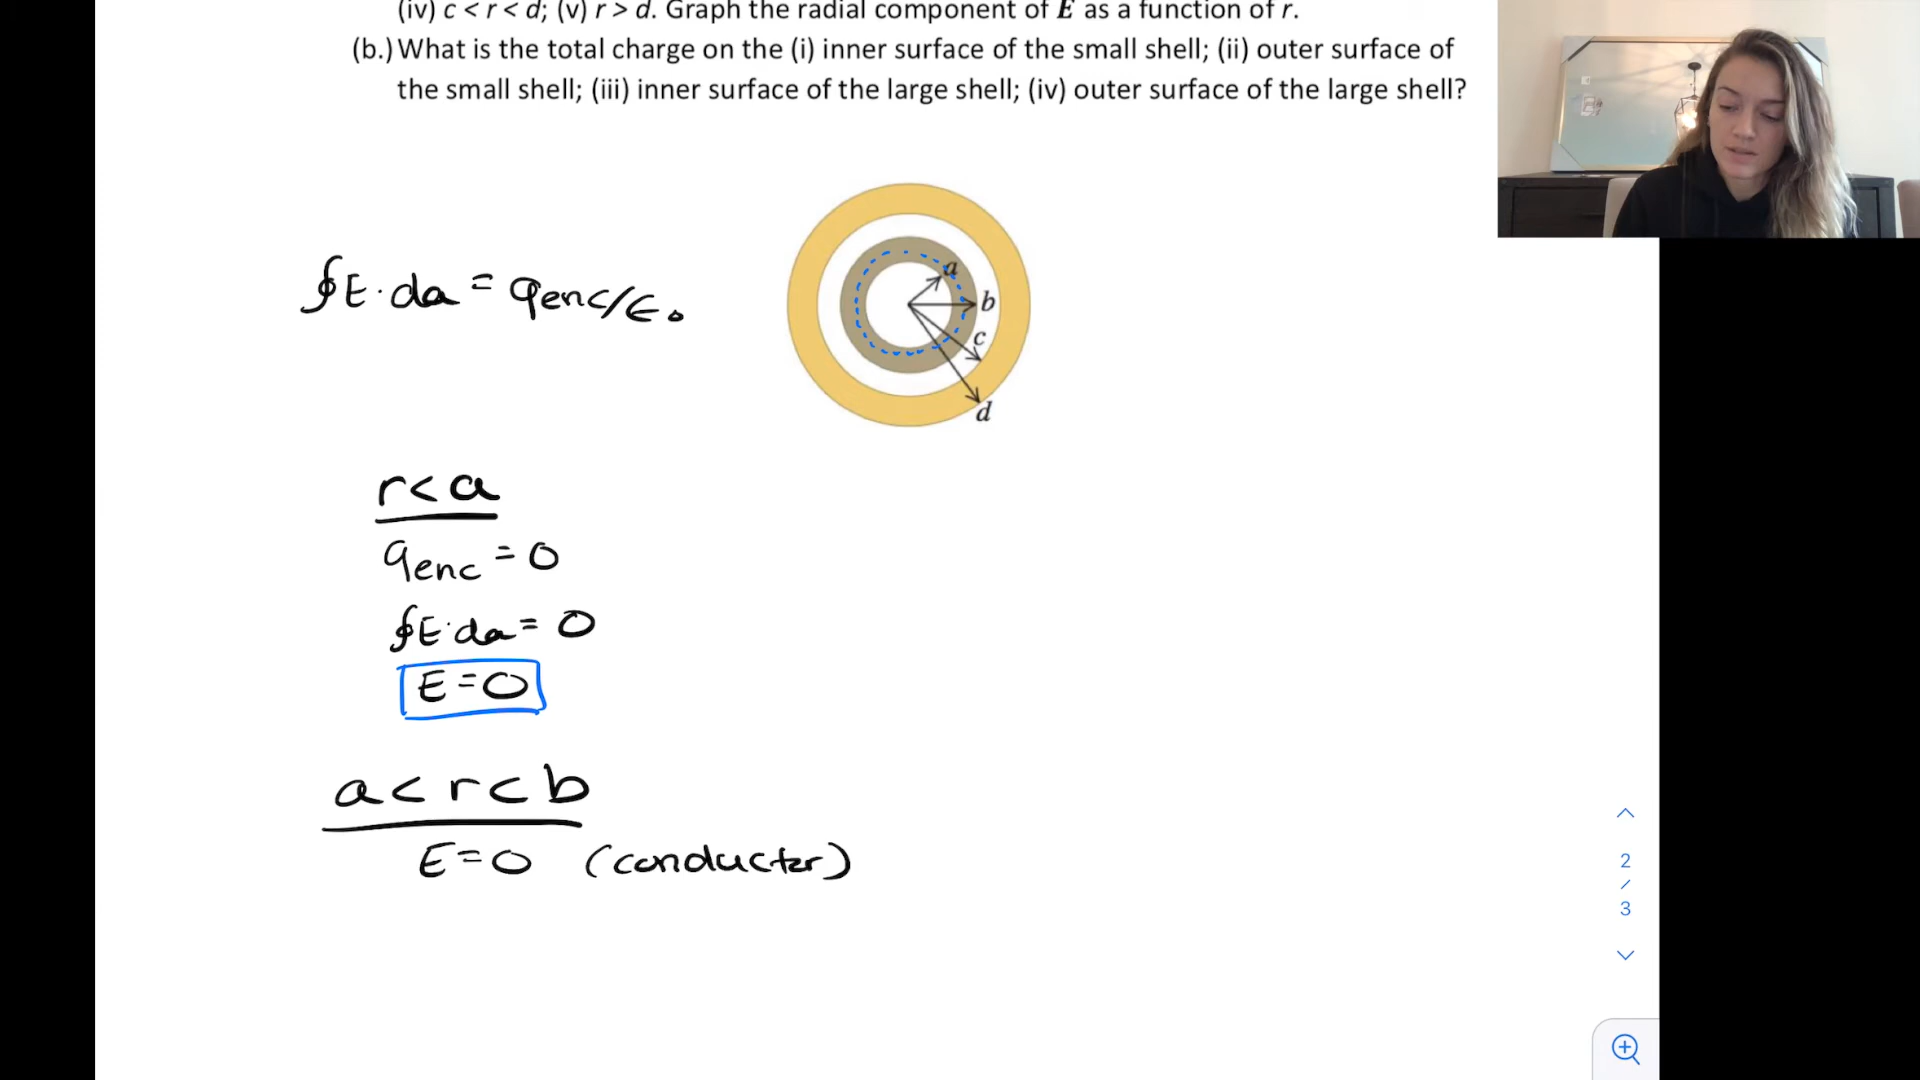 (iv) c < r < d; (v) r > d. Graph the radial component of E as a function of r.
(b.) What is the total charge on the (i) inner surface of the small shell; (ii) outer surface of
the small shell; (iii) inner surface of the large shell; (iv) outer surface of the large shell?
a
b
c
d
∮E·da = qenc/ε₀
r<a
qenc = 0
∮E·da = 0
E = 0
a < r < b
E = 0 (conductor)
2
/
3